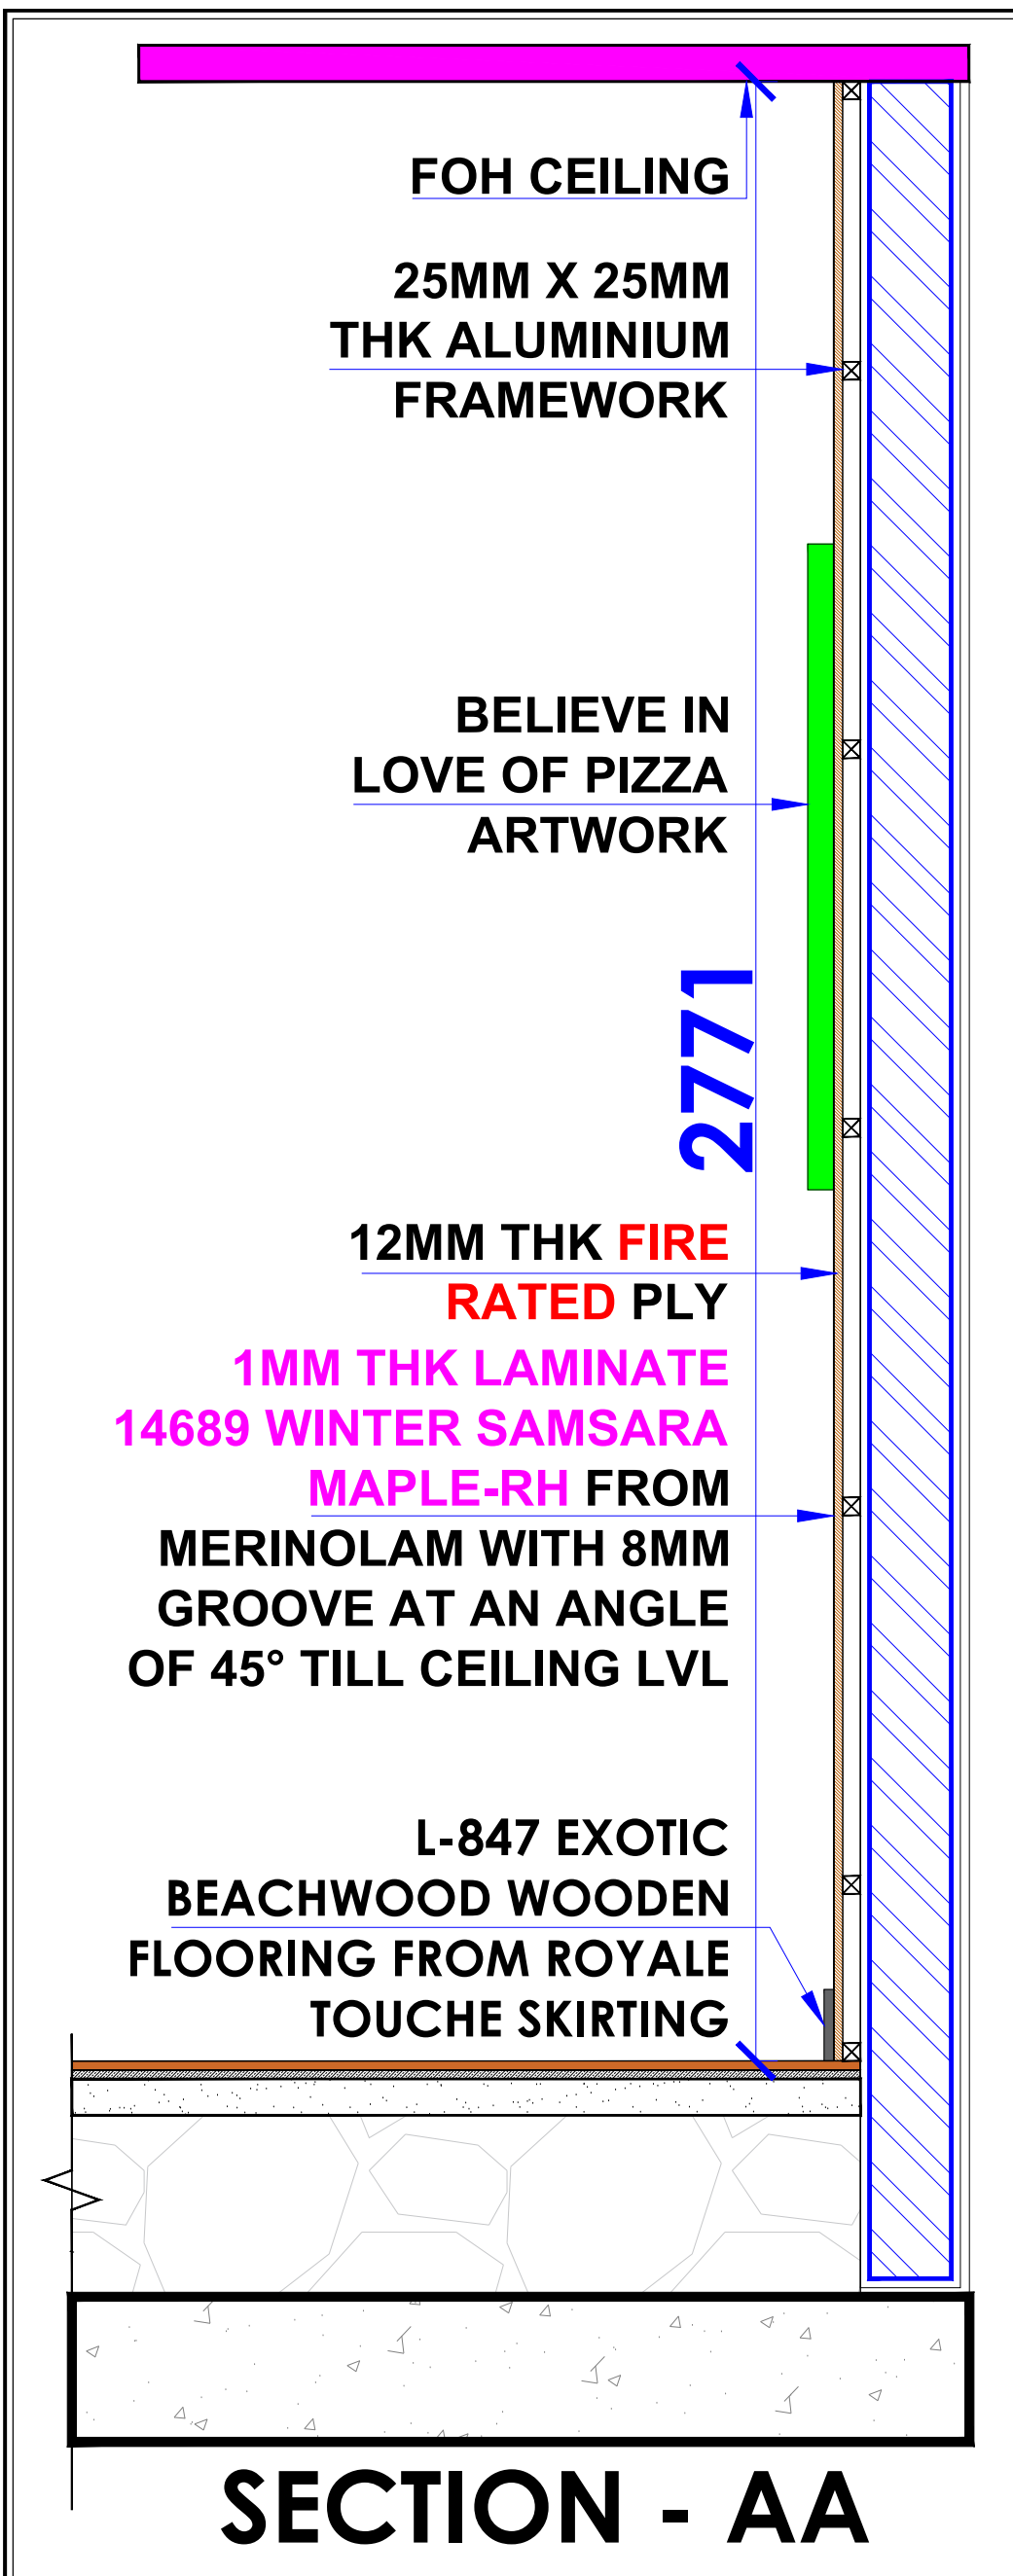 FOH CEILING
25MM X 25MM
THK ALUMINIUM
FRAMEWORK
BELIEVE IN
LOVE OF PIZZA
ARTWORK
2771
12MM THK FIRE
RATED PLY
1MM THK LAMINATE
14689 WINTER SAMSARA
MAPLE-RH FROM
MERINOLAM WITH 8MM
GROOVE AT AN ANGLE
OF 45° TILL CEILING LVL
L-847 EXOTIC
BEACHWOOD WOODEN
FLOORING FROM ROYALE
TOUCHE SKIRTING
SECTION - AA